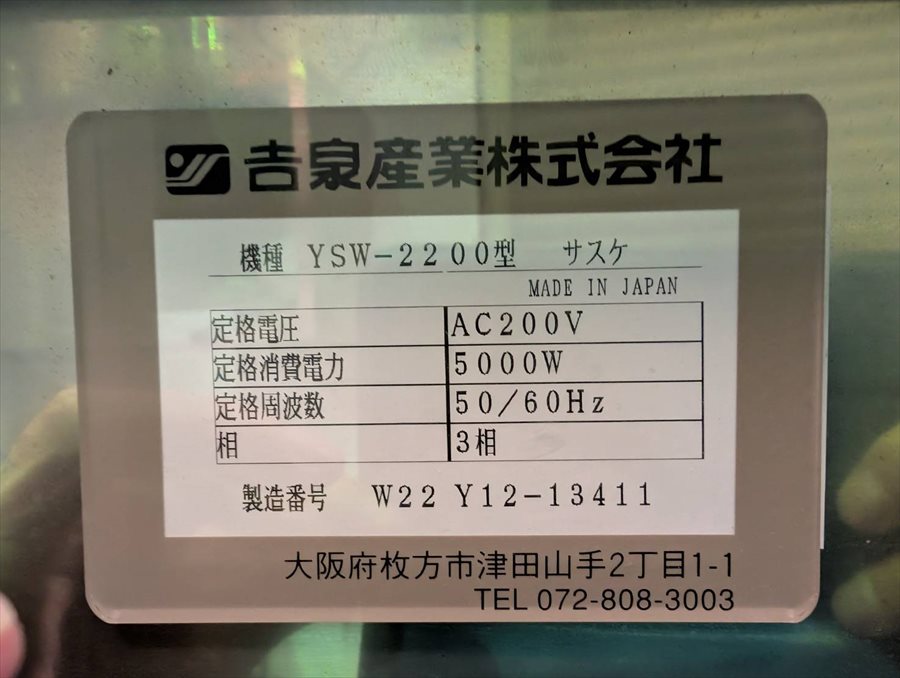 吉泉産業株式会社
機種 YSW-2200型 サスケ
MADE IN JAPAN
定格電圧 AC200V
定格消費電力 5000W
定格周波数 50/60Hz
相 3相
製造番号 W22 Y12-13411
大阪府枚方市津田山手2丁目1-1
TEL 072-808-3003